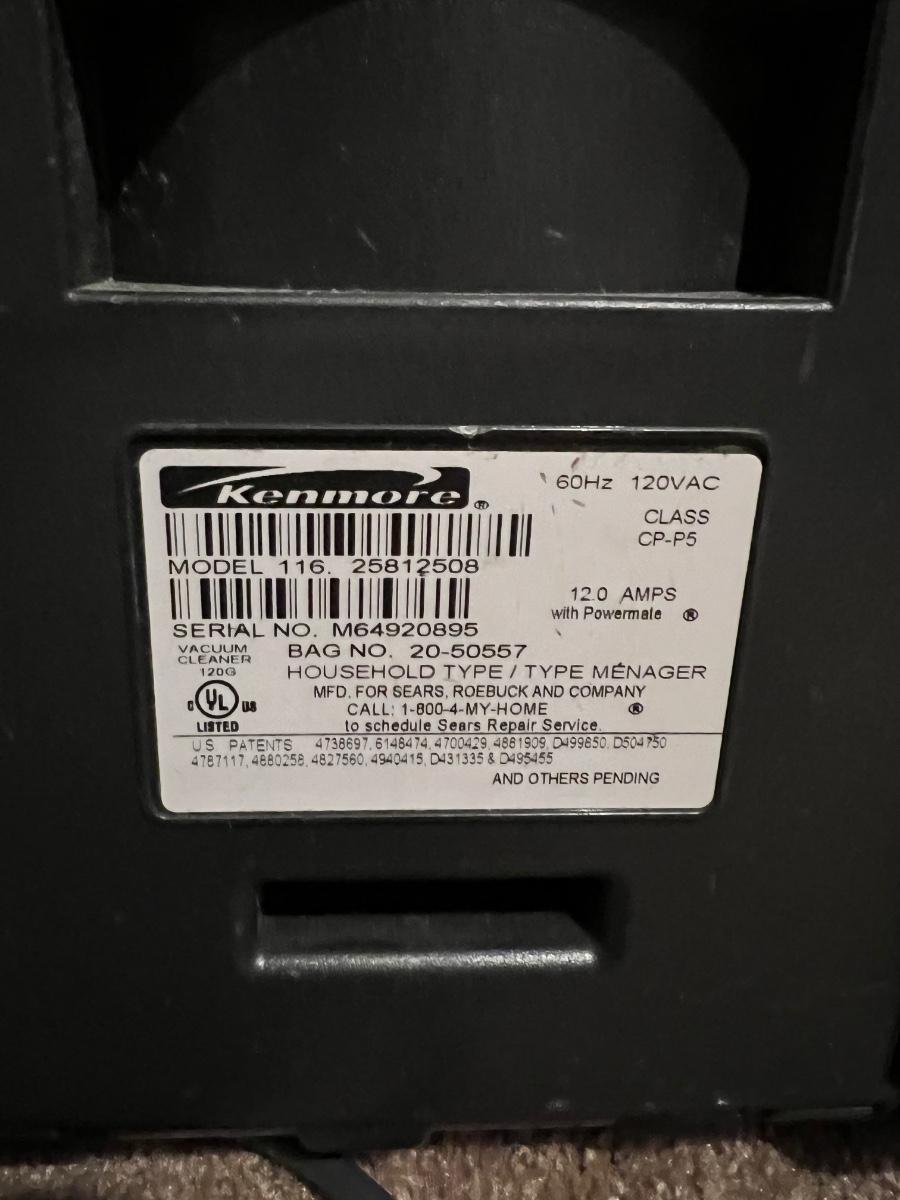 Kenmore ®
60Hz 120VAC
CLASS
CP-P5
MODEL 116. 25812508
12.0 AMPS
with Powermate ®
SERIAL NO. M64920895
VACUUM
CLEANER
120G
BAG NO. 20-50557
HOUSEHOLD TYPE / TYPE MÉNAGER
MFD. FOR SEARS, ROEBUCK AND COMPANY
CALL: 1-800-4-MY-HOME ®
to schedule Sears Repair Service.
C UL US
LISTED
US PATENTS 4738697, 6148474, 4700429, 4881909, D499850, D504750
4787117, 4880258, 4827560, 4940415, D431335 & D495455
AND OTHERS PENDING